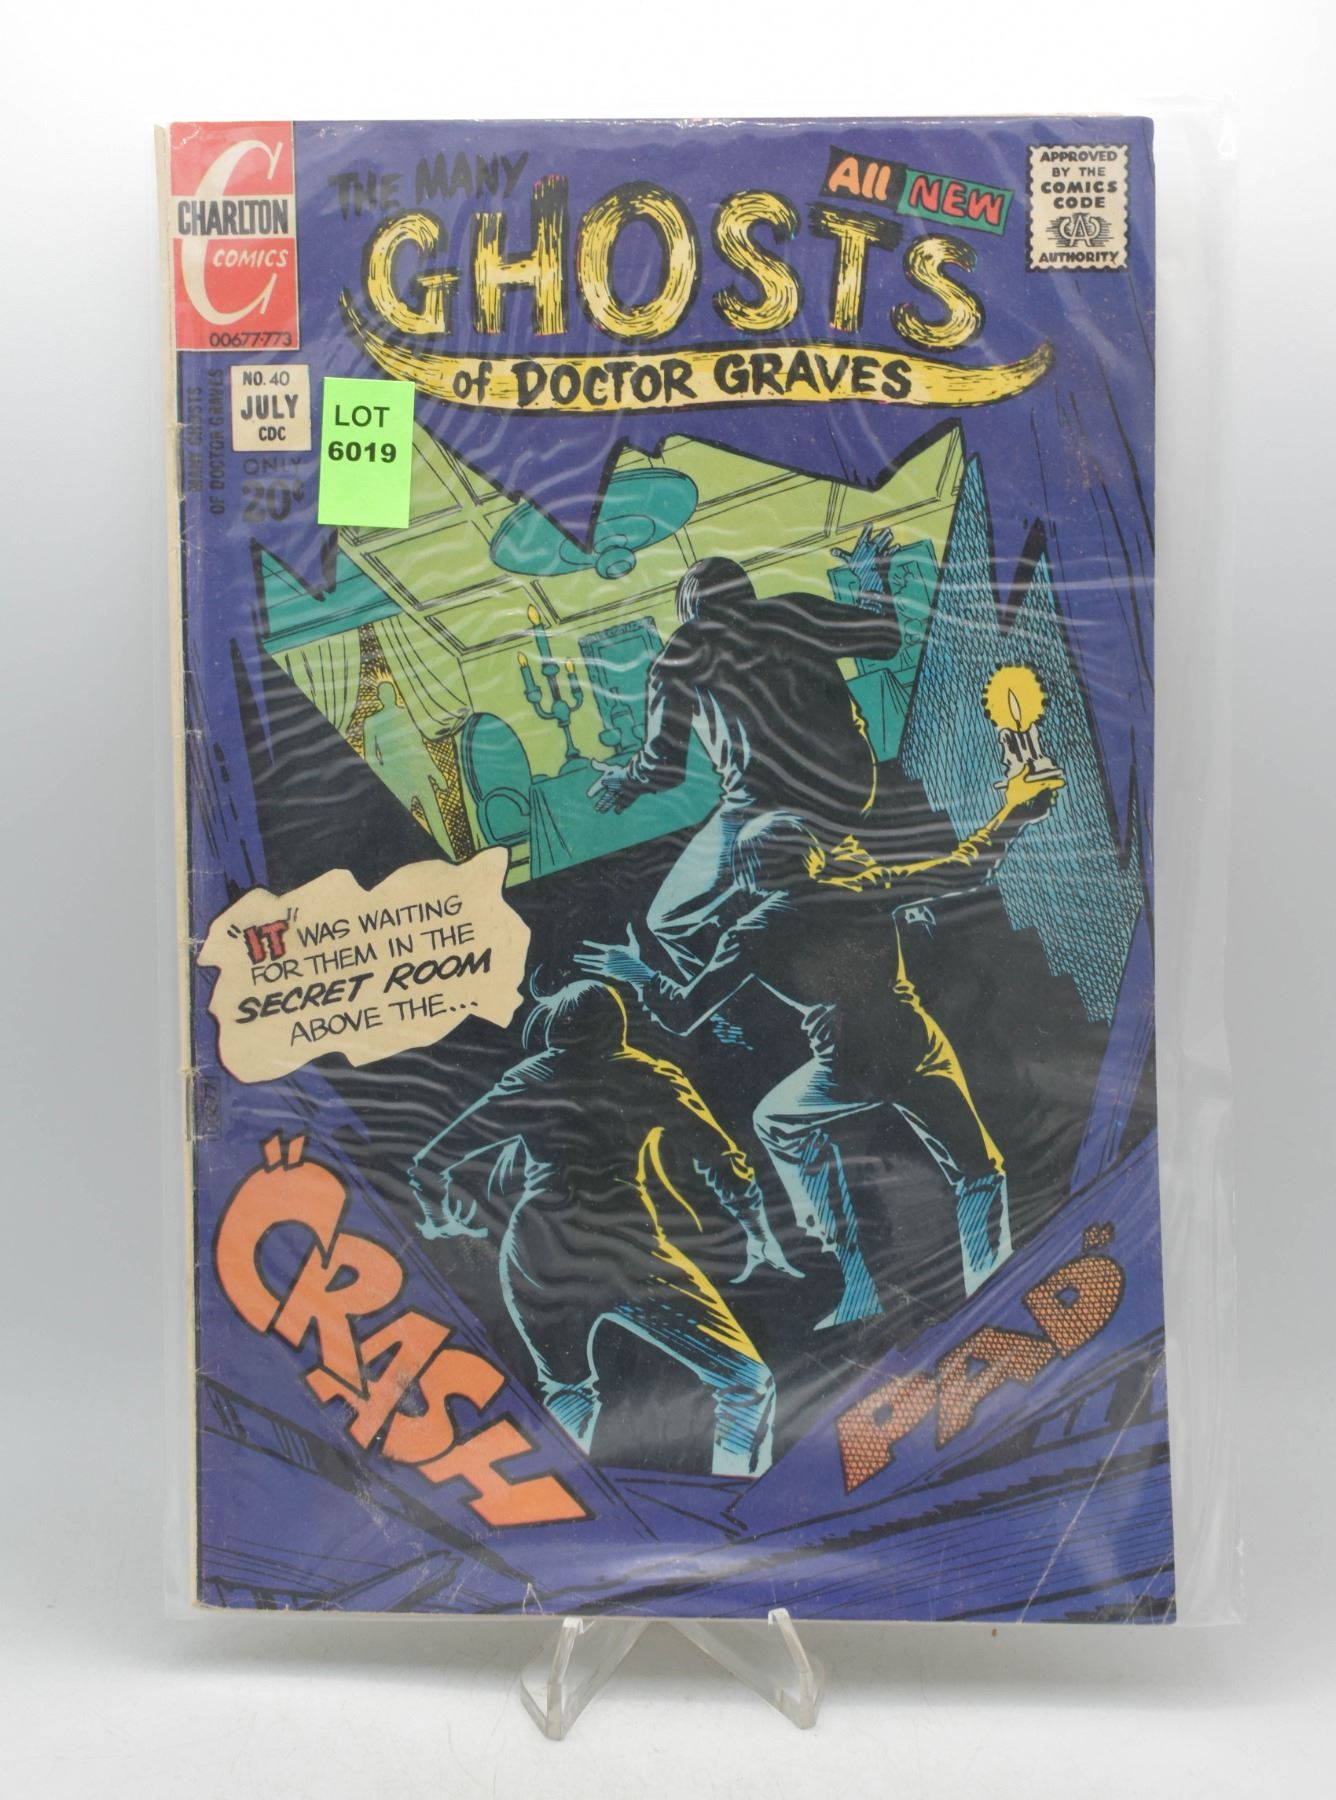 CHARLTON
COMICS
00677-773
THE MANY
GHOSTS
of DOCTOR GRAVES
All NEW
APPROVED
BY THE
COMICS
CODE
CA
AUTHORITY
NO. 40
JULY
CDC
ONLY
20¢
MANY GHOSTS
OF DOCTOR GRAVES
LOT
6019
"IT" WAS WAITING
FOR THEM IN THE
SECRET ROOM
ABOVE THE...
"CRASH
PAD"